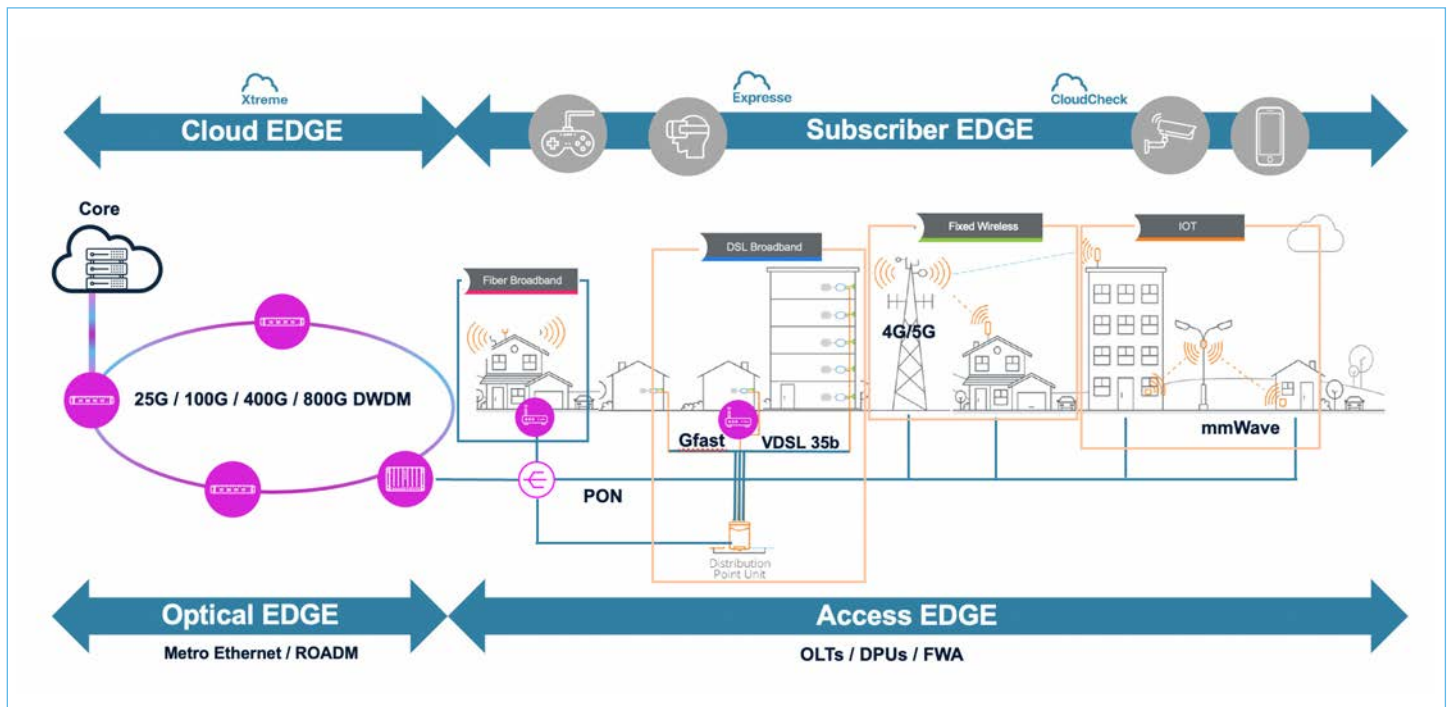 Xtreme
Expresse
CloudCheck
Cloud EDGE
Subscriber EDGE
Core
Fiber Broadband
DSL Broadband
Fixed Wireless
IOT
4G/5G
25G / 100G / 400G / 800G DWDM
Gfast
VDSL 35b
mmWave
PON
Distribution
Point Unit
Optical EDGE
Access EDGE
Metro Ethernet / ROADM
OLTs / DPUs / FWA